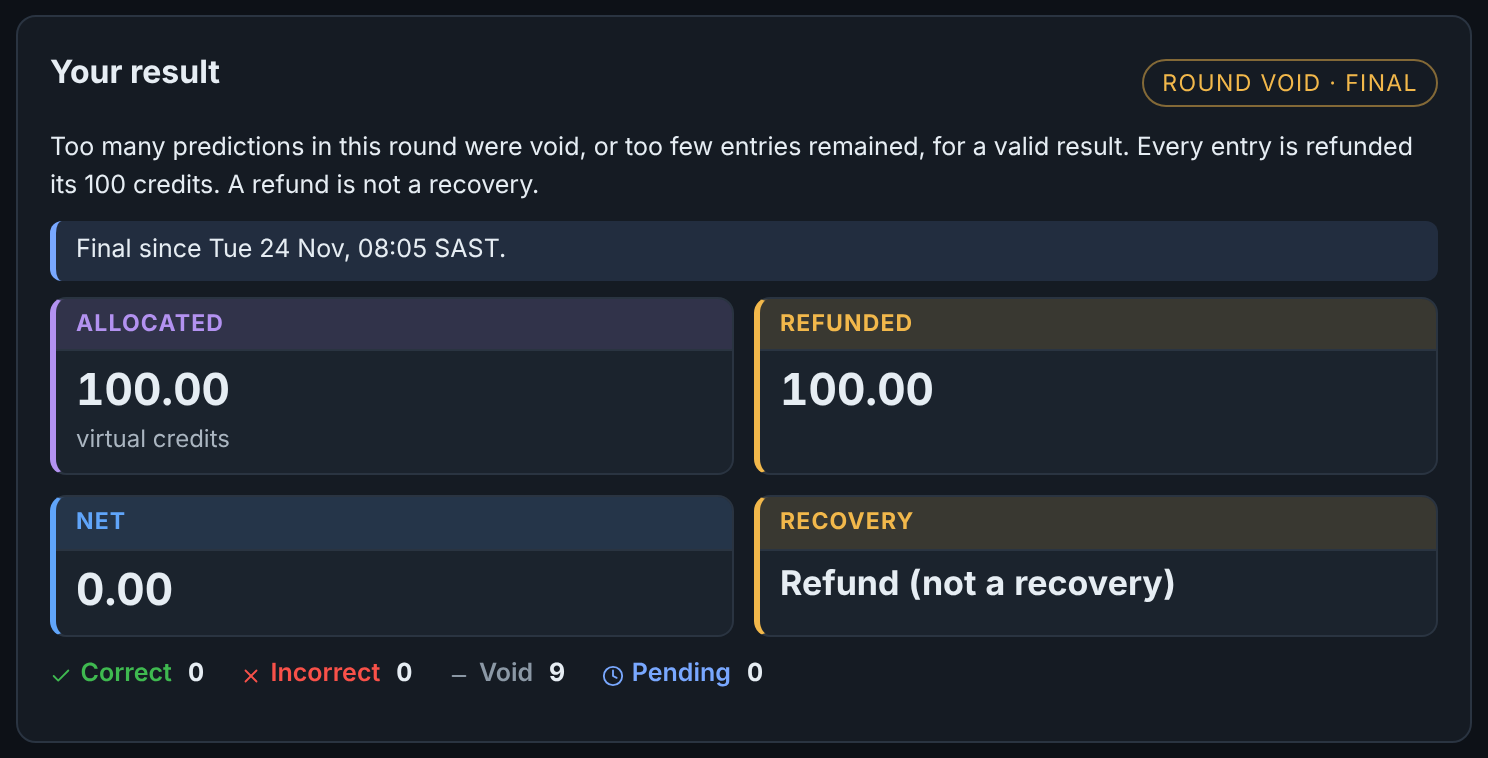 Your result
ROUND VOID · FINAL
Too many predictions in this round were void, or too few entries remained, for a valid result. Every entry is refunded
its 100 credits. A refund is not a recovery.
Final since Tue 24 Nov, 08:05 SAST.
ALLOCATED
100.00
virtual credits
REFUNDED
100.00
NET
0.00
RECOVERY
Refund (not a recovery)
Correct 0 Incorrect 0 Void 9 Pending 0